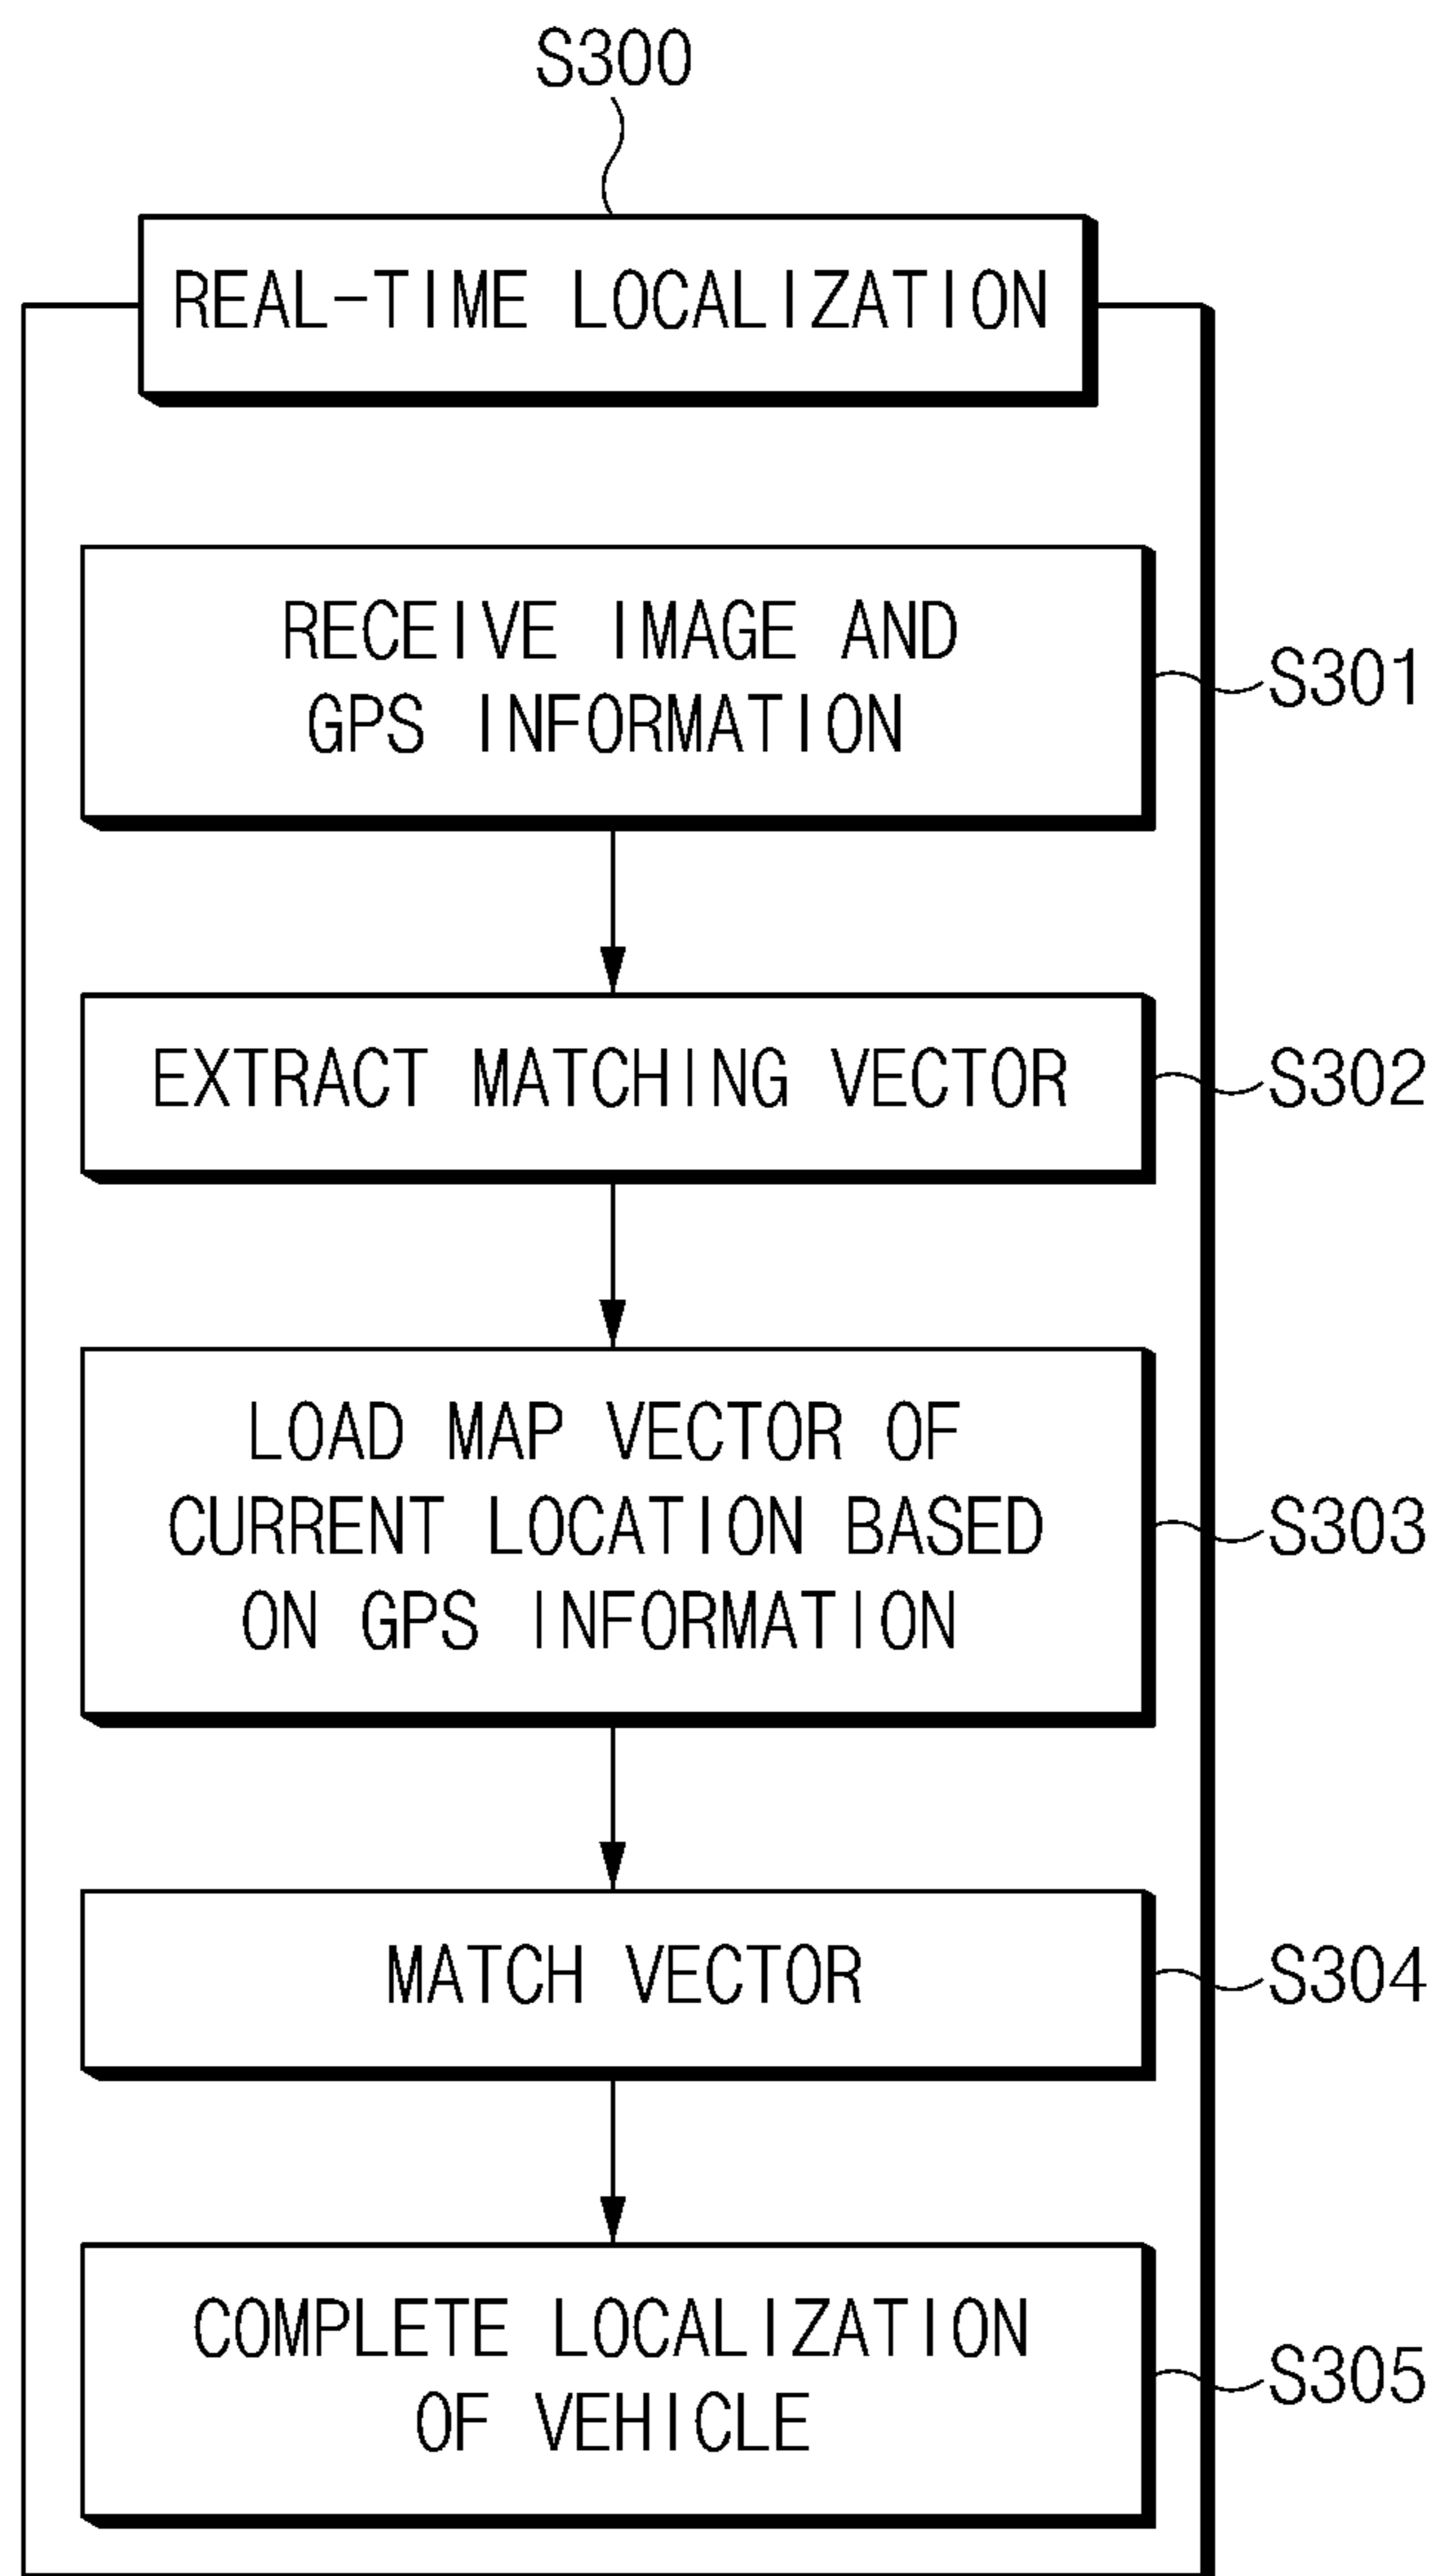 S300
REAL-TIME LOCALIZATION
RECEIVE IMAGE AND
GPS INFORMATION
S301
EXTRACT MATCHING VECTOR
S302
LOAD MAP VECTOR OF
CURRENT LOCATION BASED
ON GPS INFORMATION
S303
MATCH VECTOR
S304
COMPLETE LOCALIZATION
OF VEHICLE
S305